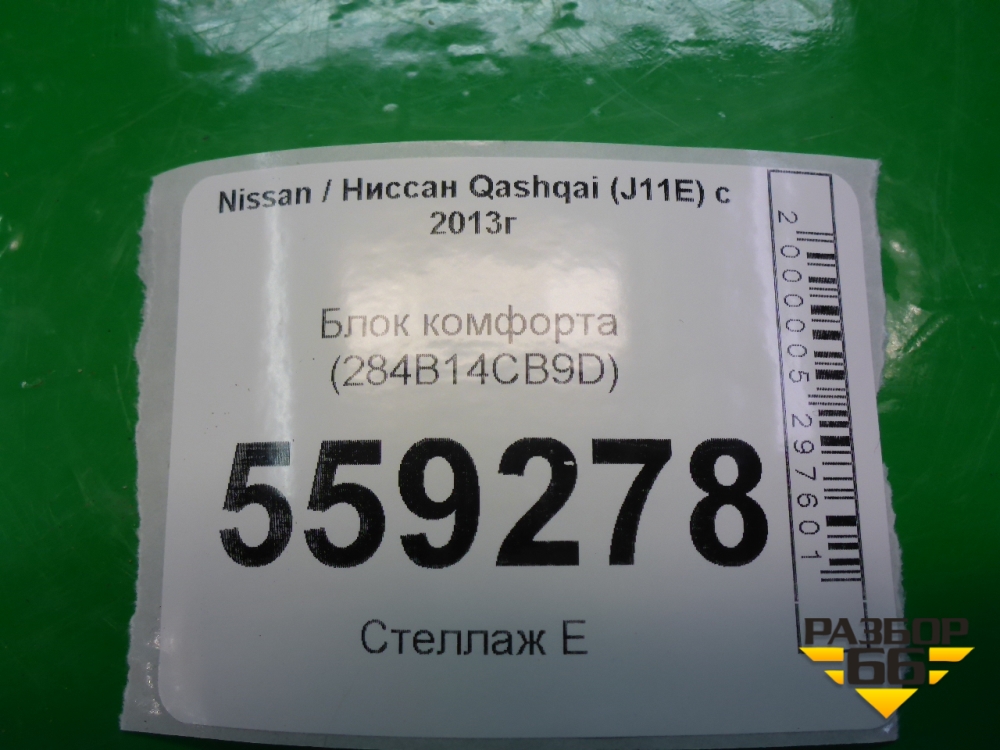 Nissan / Ниссан Qashqai (J11E) с
2013г
Блок комфорта
(284B14CB9D)
559278
Стеллаж Е
2000005297601
РАЗБОР
66